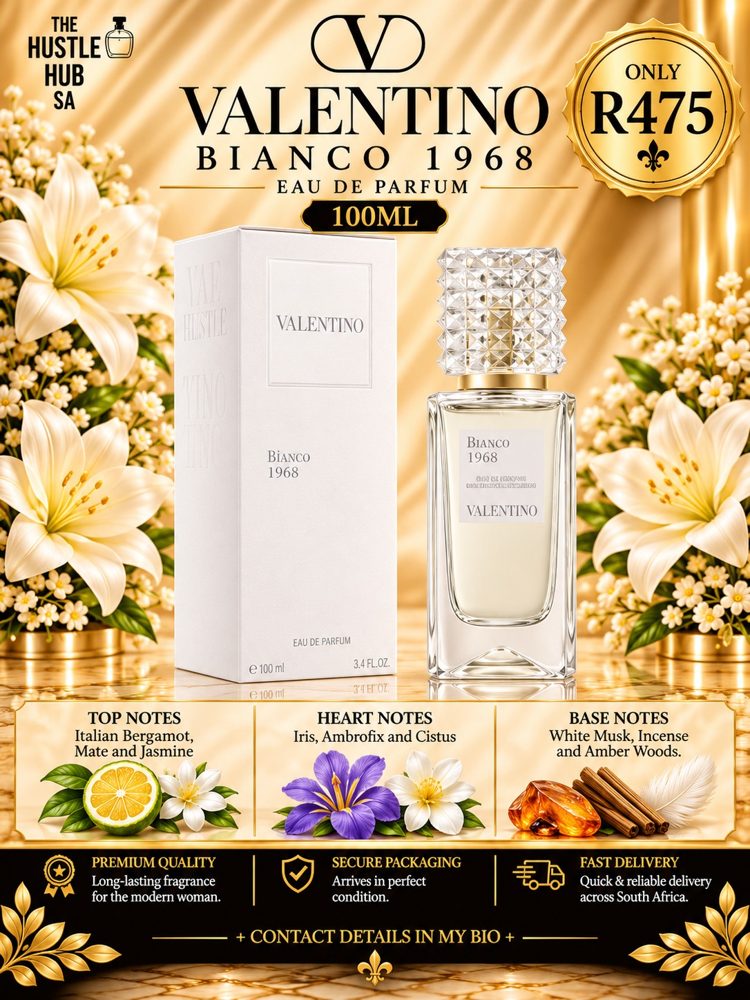 THE
HUSTLE
HUB
SA
V
VALENTINO
BIANCO 1968
EAU DE PARFUM
100ML
ONLY
R475
VALENTINO
BIANCO
1968
EAU DE PARFUM
℮ 100 ml 3.4 FL.OZ.
BIANCO
1968
VALENTINO
TOP NOTES
Italian Bergamot,
Mate and Jasmine
HEART NOTES
Iris, Ambrofix and Cistus
BASE NOTES
White Musk, Incense
and Amber Woods.
PREMIUM QUALITY
Long-lasting fragrance
for the modern woman.
SECURE PACKAGING
Arrives in perfect
condition.
FAST DELIVERY
Quick & reliable delivery
across South Africa.
+ CONTACT DETAILS IN MY BIO +